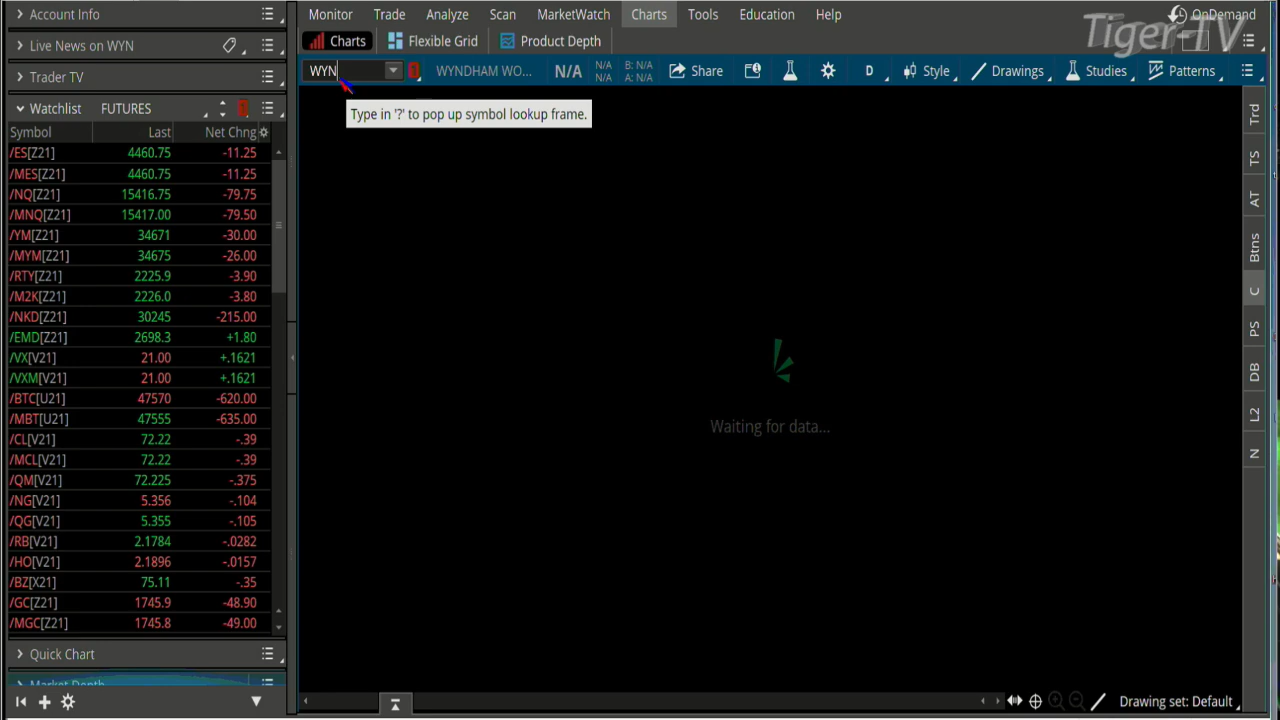 Account Info
Monitor Trade Analyze Scan MarketWatch Charts Tools Education Help
OnDemand
Tiger-TV
Live News on WYN
Charts Flexible Grid Product Depth
Trader TV
WYN
WYNDHAM WO... N/A N/A N/A B: N/A A: N/A Share D Style Drawings Studies Patterns
Type in '?' to pop up symbol lookup frame.
Watchlist FUTURES
Symbol Last Net Chng
/ES[Z21] 4460.75 -11.25
/MES[Z21] 4460.75 -11.25
/NQ[Z21] 15416.75 -79.75
/MNQ[Z21] 15417.00 -79.50
/YM[Z21] 34671 -30.00
/MYM[Z21] 34675 -26.00
/RTY[Z21] 2225.9 -3.90
/M2K[Z21] 2226.0 -3.80
/NKD[Z21] 30245 -215.00
/EMD[Z21] 2698.3 +1.80
/VX[V21] 21.00 +.1621
/VXM[V21] 21.00 +.1621
/BTC[U21] 47570 -620.00
/MBT[U21] 47555 -635.00
/CL[V21] 72.22 -.39
/MCL[V21] 72.22 -.39
/QM[V21] 72.225 -.375
/NG[V21] 5.356 -.104
/QG[V21] 5.355 -.105
/RB[V21] 2.1784 -.0282
/HO[V21] 2.1896 -.0157
/BZ[X21] 75.11 -.35
/GC[Z21] 1745.9 -48.90
/MGC[Z21] 1745.8 -49.00
Quick Chart
Market Depth
Waiting for data...
Trd
TS
AT
Btns
C
PS
DB
L2
N
Drawing set: Default